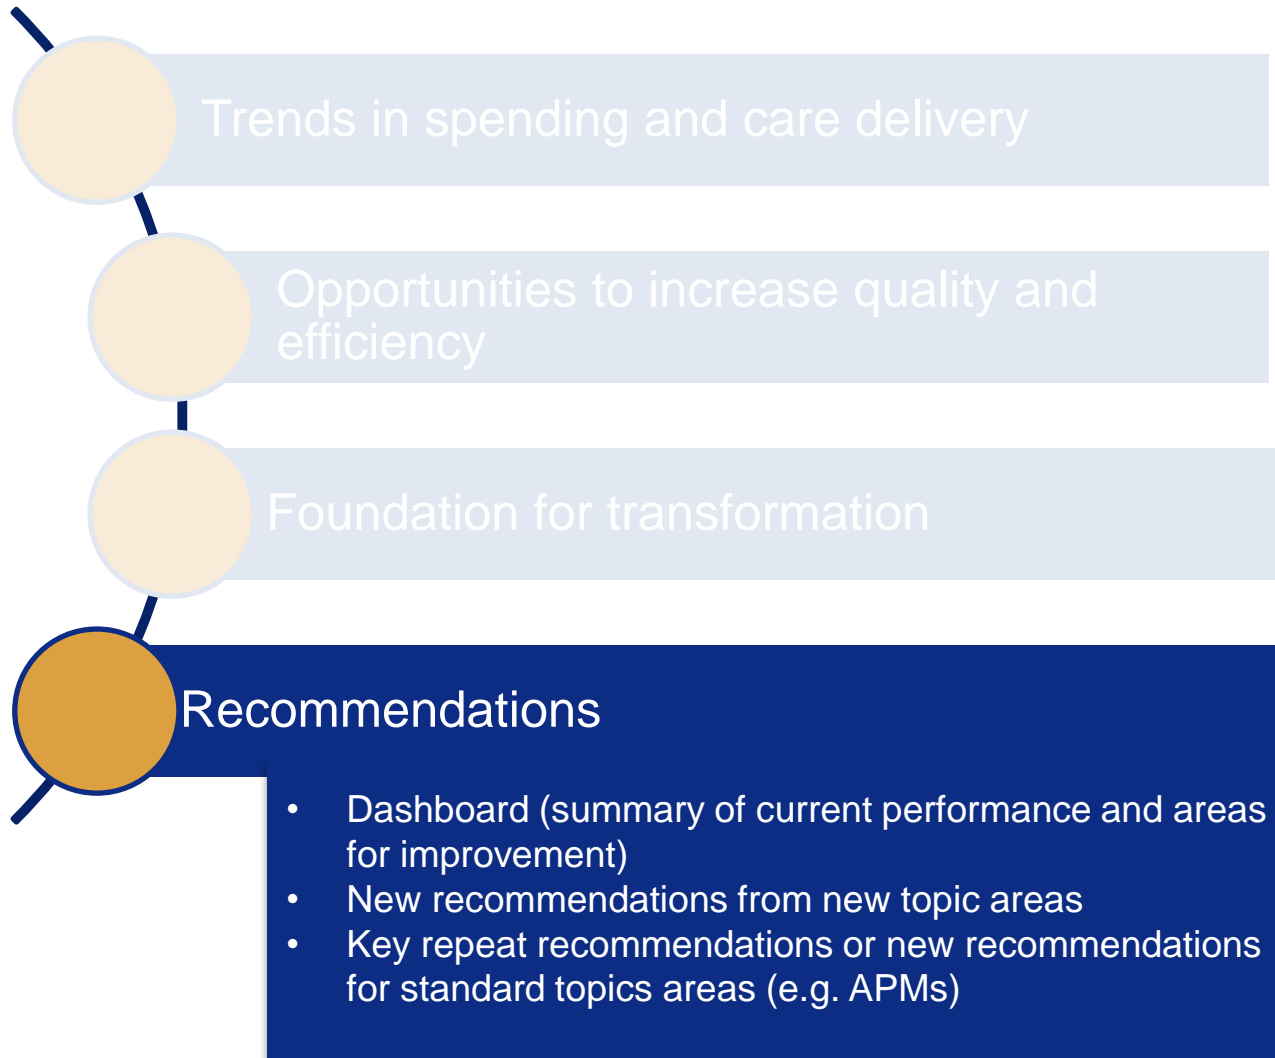 Trends in spending and care delivery
Opportunities to increase quality and
efficiency
Foundation for transformation
Recommendations
• Dashboard (summary of current performance and areas
for improvement)
• New recommendations from new topic areas
• Key repeat recommendations or new recommendations
for standard topics areas (e.g. APMs)